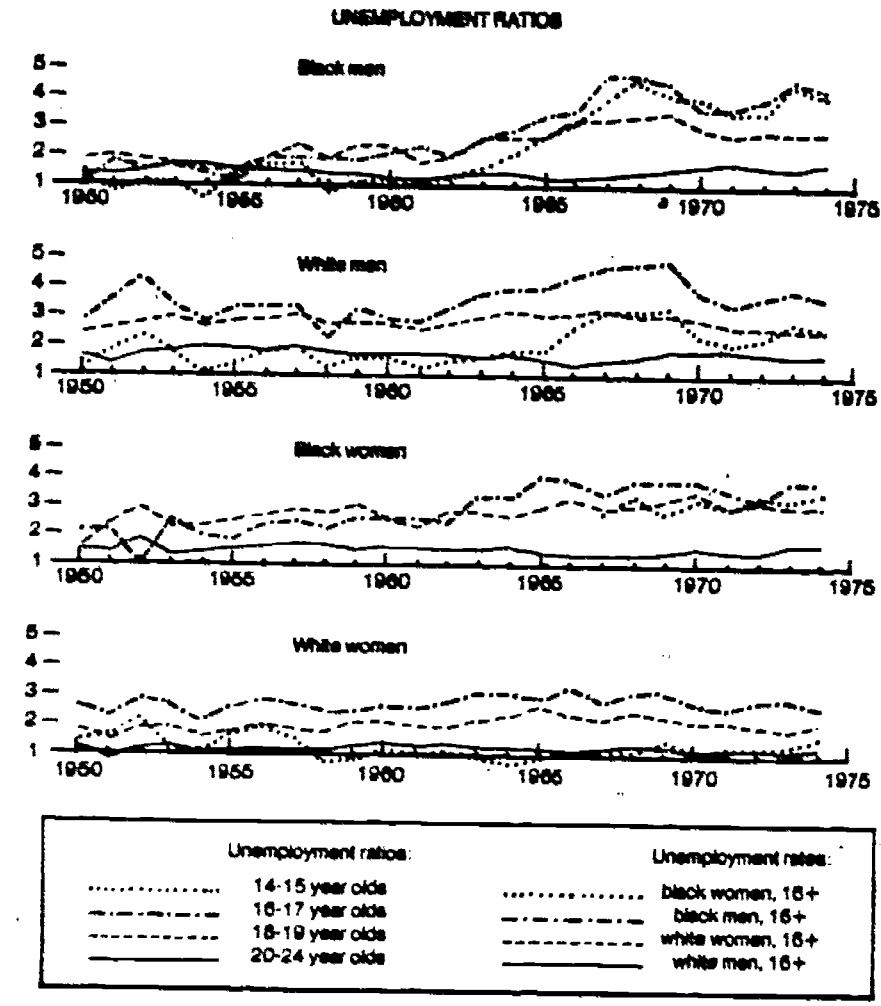 UNEMPLOYMENT RATIOS
Black men
5
4
3
2
1
1950 1955 1960 1965 1970 1975
White men
5
4
3
2
1
1950 1955 1960 1965 1970 1975
Black women
5
4
3
2
1
1950 1955 1960 1965 1970 1975
White women
5
4
3
2
1
1950 1955 1960 1965 1970 1975
Unemployment ratios:
14-15 year olds
16-17 year olds
18-19 year olds
20-24 year olds
Unemployment rates:
black women, 16+
black men, 16+
white women, 16+
white men, 16+